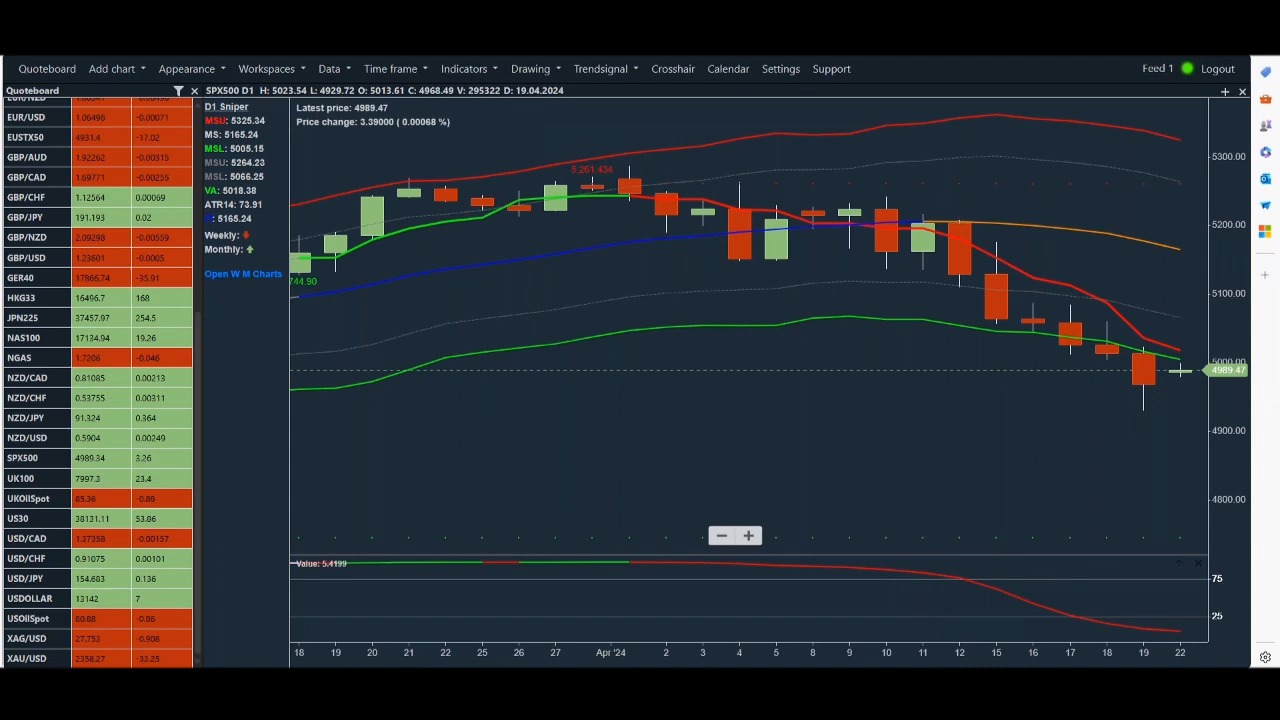 Quoteboard Add chart Appearance Workspaces Data Time frame Indicators Drawing Trendsignal Crosshair Calendar Settings Support Feed 1 Logout
Quoteboard
SPX500 D1 H: 5023.54 L: 4929.72 O: 5013.61 C: 4968.49 V: 295322 D: 19.04.2024
EUR/USD 1.06496 -0.00071
EUSTX50 4931.4 -17.02
GBP/AUD 1.92262 -0.00315
GBP/CAD 1.69771 -0.00255
GBP/CHF 1.12564 0.00069
GBP/JPY 191.193 0.02
GBP/NZD 2.09298 -0.00559
GBP/USD 1.23601 -0.0005
GER40 17866.74 -35.91
HKG33 16496.7 168
JPN225 37457.97 254.5
NAS100 17134.94 19.26
NGAS 1.7206 -0.046
NZD/CAD 0.81085 0.00213
NZD/CHF 0.53755 0.00311
NZD/JPY 91.324 0.364
NZD/USD 0.5904 0.00249
SPX500 4989.34 3.26
UK100 7997.3 23.4
UKOilSpot 85.36 -0.88
US30 38131.11 53.86
USD/CAD 1.37358 -0.00157
USD/CHF 0.91075 0.00101
USD/JPY 154.683 0.136
USDOLLAR 13142 7
USOilSpot 80.88 -0.86
XAG/USD 27.753 -0.908
XAU/USD 2358.27 -33.25
D1 Sniper
MSU: 5325.34
MS: 5165.24
MSL: 5005.15
MSU: 5264.23
MSL: 5066.25
VA: 5018.38
ATR14: 73.91
: 5165.24
Weekly:
Monthly:
Open W M Charts
Latest price: 4989.47
Price change: 3.39000 ( 0.00068 %)
5,261.434
744.90
5300.00
5200.00
5100.00
5000.00
4989.47
4900.00
4800.00
Value: 5.4199
75
25
18 19 20 21 22 25 26 27 Apr '24 2 3 4 5 8 9 10 11 12 15 16 17 18 19 22